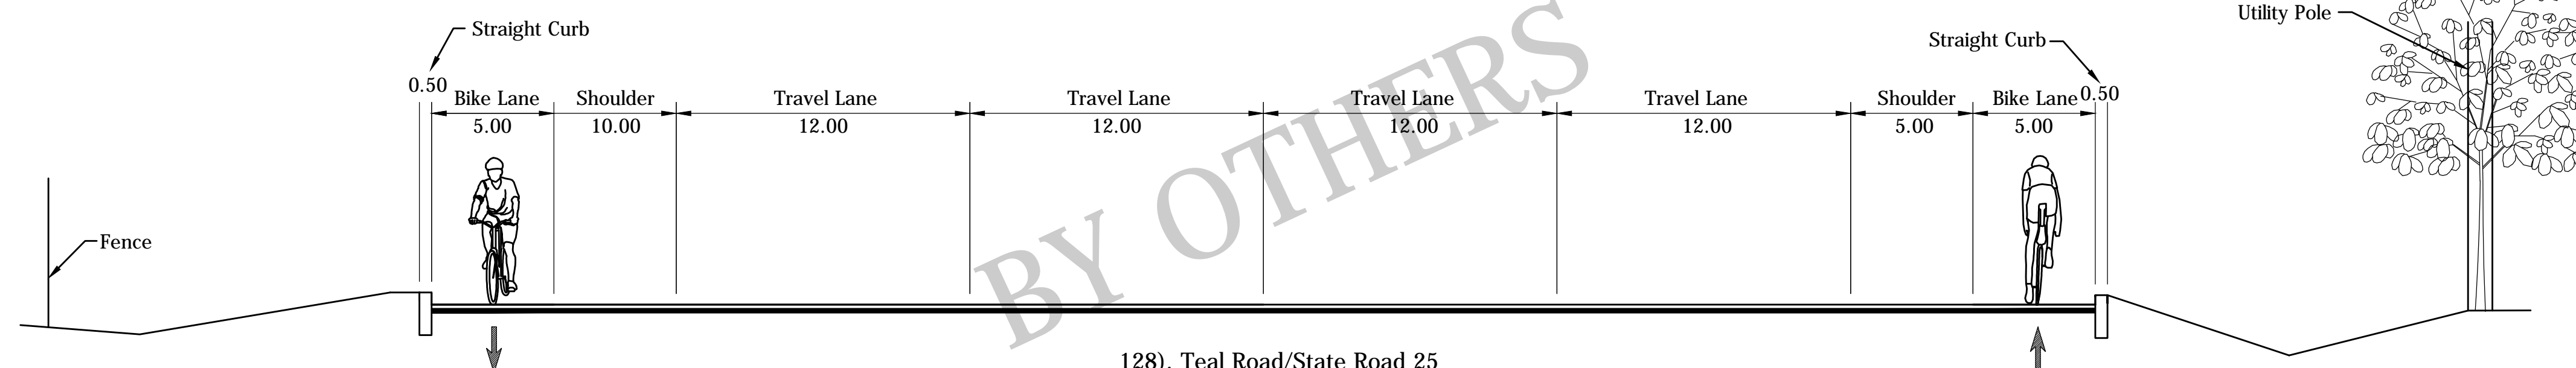 Utility Pole
Straight Curb
Straight Curb
0.50
0.50
Bike Lane
Shoulder
Travel Lane
Travel Lane
Travel Lane
Travel Lane
Shoulder
Bike Lane
5.00
10.00
12.00
12.00
12.00
12.00
5.00
5.00
BY OTHERS
Fence
128). Teal Road/State Road 25